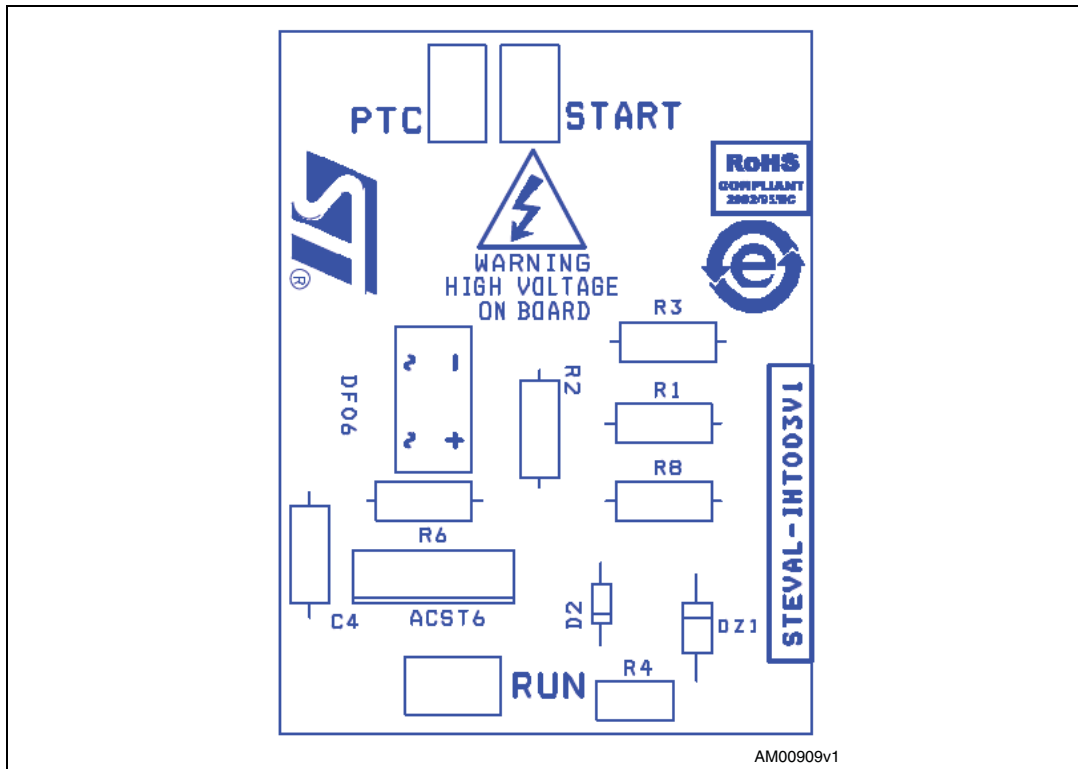 PTC
START
RoHS
COMPLIANT
2002/95/EC
e
WARNING
HIGH VOLTAGE
ON BOARD
R3
R2
DF06
~ -
~ +
R1
R8
R6
ACST6
C4
D2
DZ1
STEVAL-IHT003V1
RUN
R4
ST
®
AM00909v1